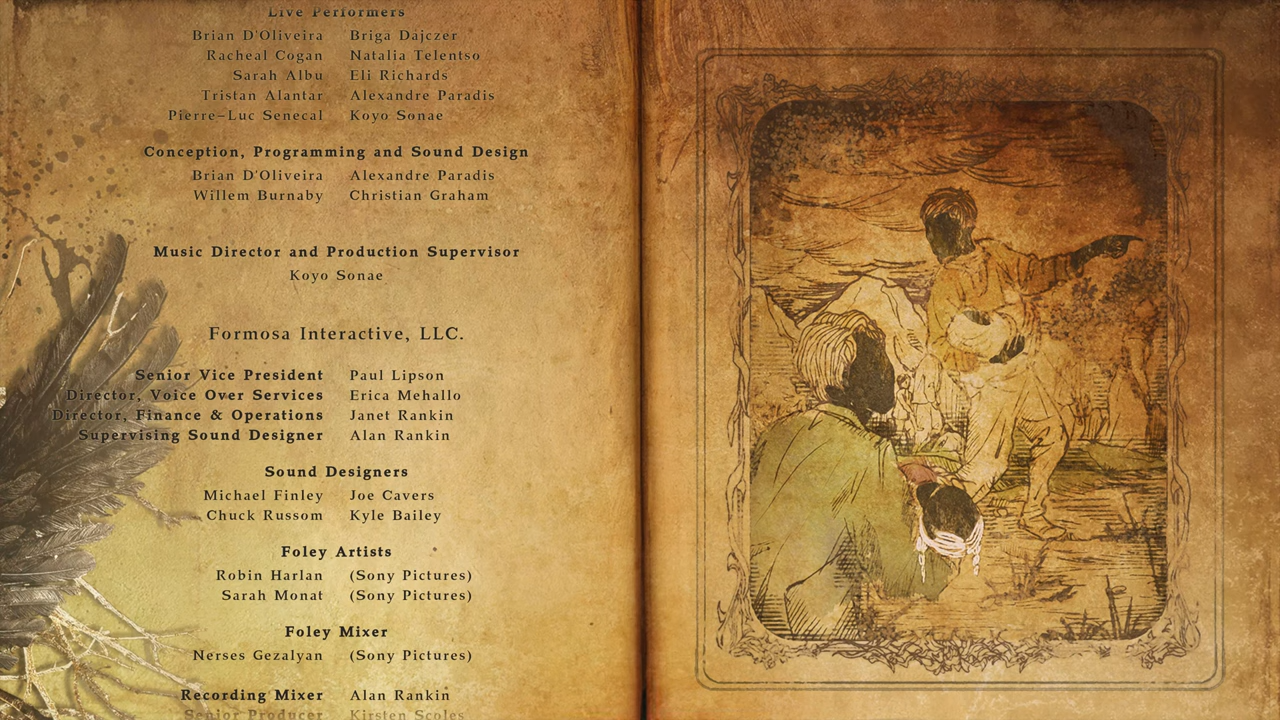 Live Performers
Brian D'Oliveira Briga Dajczer
Racheal Cogan Natalia Telentso
Sarah Albu Eli Richards
Tristan Alantar Alexandre Paradis
Pierre-Luc Senecal Koyo Sonae
Conception, Programming and Sound Design
Brian D'Oliveira Alexandre Paradis
Willem Burnaby Christian Graham
Music Director and Production Supervisor
Koyo Sonae
Formosa Interactive, LLC.
Senior Vice President Paul Lipson
Director, Voice Over Services Erica Mehallo
Director, Finance & Operations Janet Rankin
Supervising Sound Designer Alan Rankin
Sound Designers
Michael Finley Joe Cavers
Chuck Russom Kyle Bailey
Foley Artists
Robin Harlan (Sony Pictures)
Sarah Monat (Sony Pictures)
Foley Mixer
Nerses Gezalyan (Sony Pictures)
Recording Mixer Alan Rankin
Senior Producer Kirsten Scoles